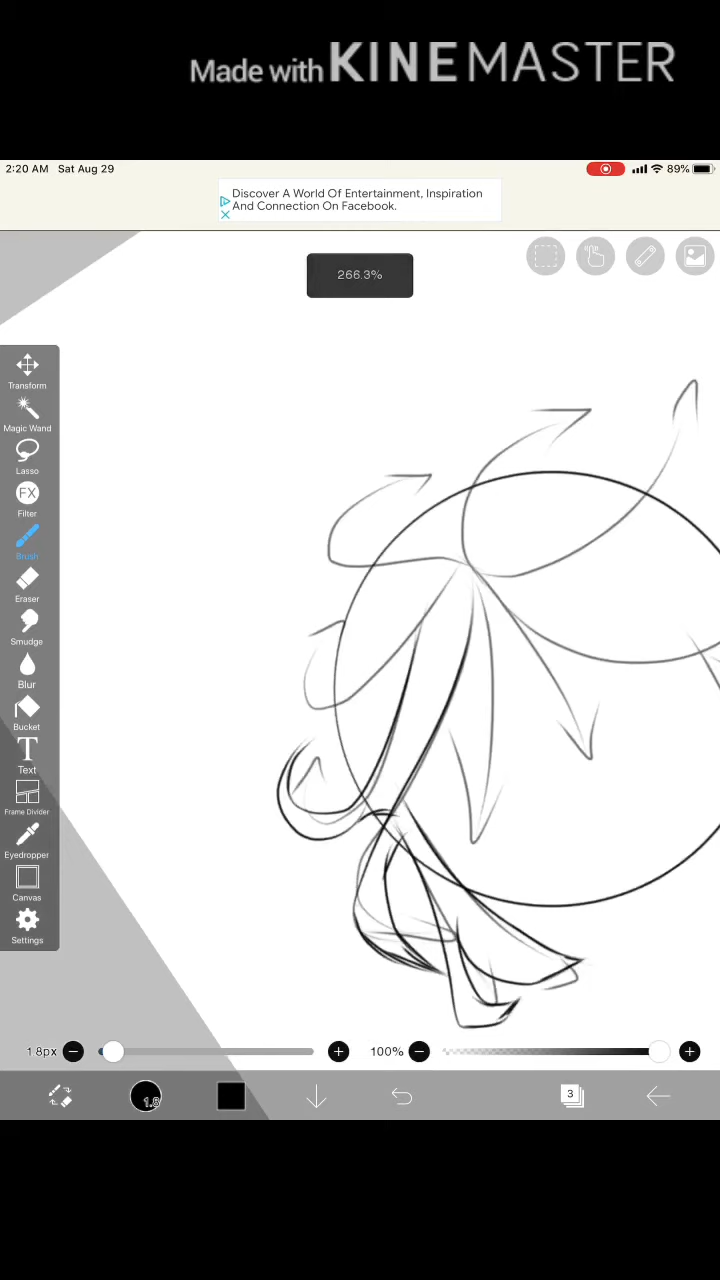 Made with KINEMASTER
2:20 AM Sat Aug 29 89%
Discover A World Of Entertainment, Inspiration
And Connection On Facebook.
266.3%
Transform
Magic Wand
Lasso
FX
Filter
Brush
Eraser
Smudge
Blur
Bucket
T
Text
Frame Divider
Eyedropper
Canvas
Settings
1.8px 100%
1.8 3